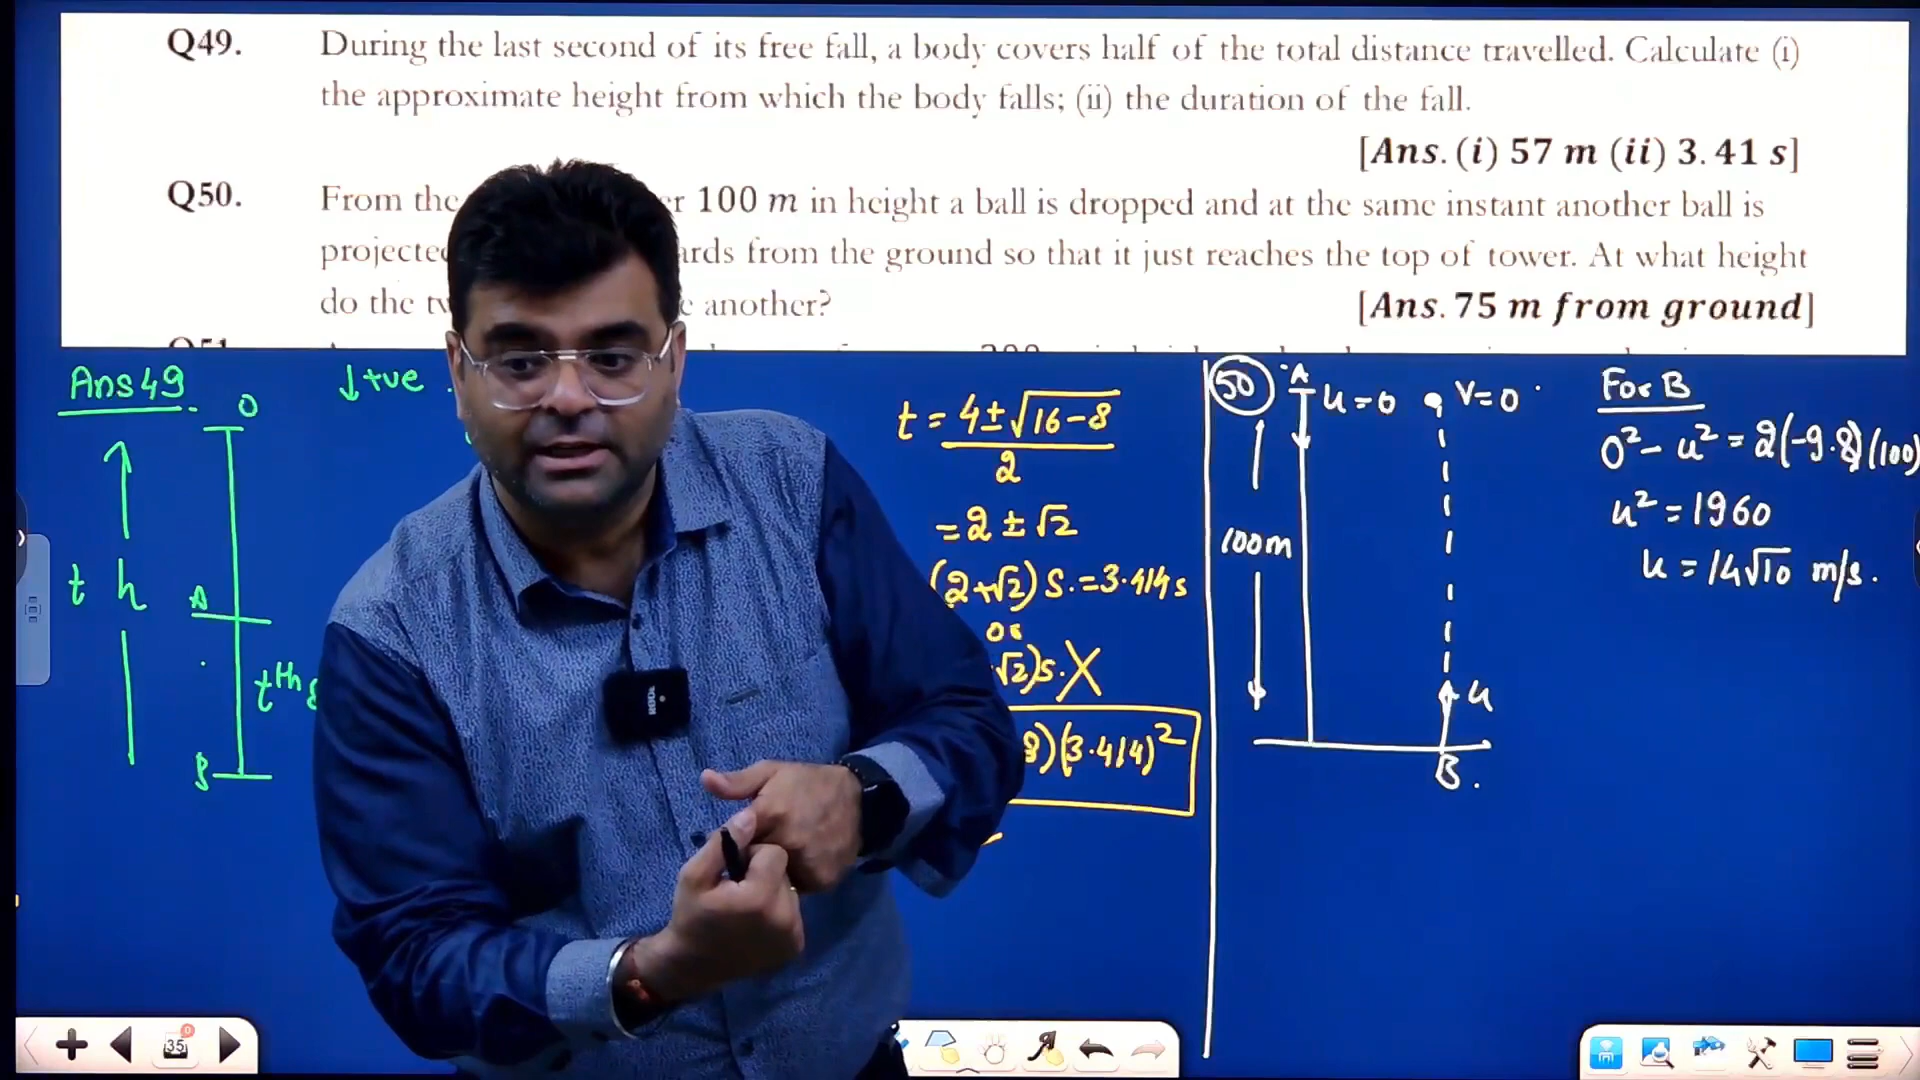 Q49. During the last second of its free fall, a body covers half of the total distance travelled. Calculate (i)
the approximate height from which the body falls; (ii) the duration of the fall.
[Ans. (i) 57 m (ii) 3.41 s]
Q50. From the 100 m in height a ball is dropped and at the same instant another ball is
from the ground so that it just reaches the top of tower. At what height
do the another?
[Ans. 75 m from ground]
Ans 49
↓ +ve
O
t h
A
t^th
B
t = 4 ± √16-8 / 2
= 2 ± √2
(2+√2) s. = 3.414 s
or
√2) s. X
8)(3.414)²
50
A
u = 0
V = 0
100m
u
B.
For B
0² - u² = 2(-9.8)(100)
u² = 1960
u = 14√10 m/s.
35
0
RODE